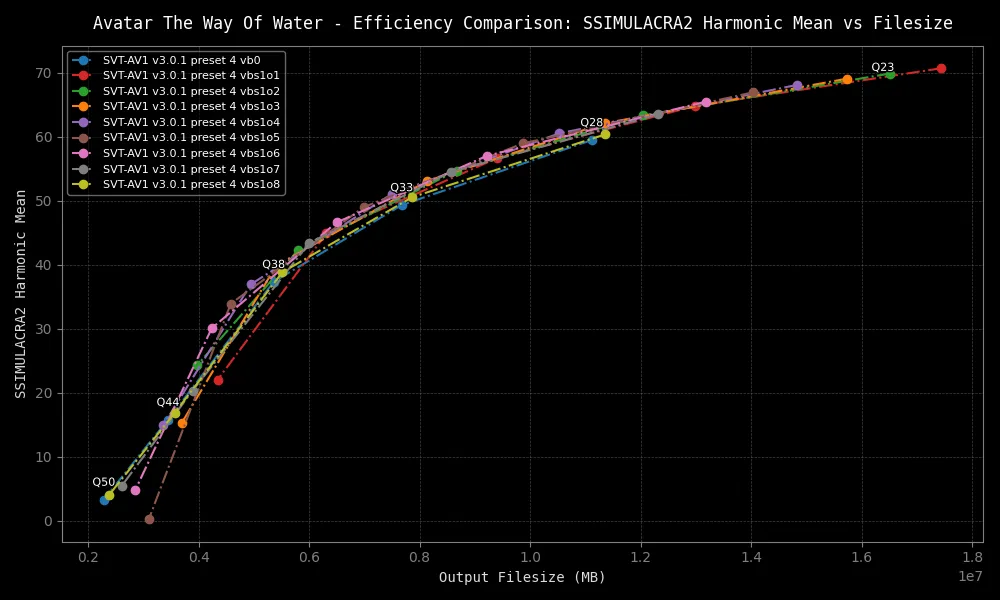 Avatar The Way Of Water - Efficiency Comparison: SSIMULACRA2 Harmonic Mean vs Filesize
SVT-AV1 v3.0.1 preset 4 vb0
SVT-AV1 v3.0.1 preset 4 vbs1o1
SVT-AV1 v3.0.1 preset 4 vbs1o2
SVT-AV1 v3.0.1 preset 4 vbs1o3
SVT-AV1 v3.0.1 preset 4 vbs1o4
SVT-AV1 v3.0.1 preset 4 vbs1o5
SVT-AV1 v3.0.1 preset 4 vbs1o6
SVT-AV1 v3.0.1 preset 4 vbs1o7
SVT-AV1 v3.0.1 preset 4 vbs1o8
Q23
Q28
Q33
Q38
Q44
Q50
SSIMULACRA2 Harmonic Mean
70
60
50
40
30
20
10
0
0.2 0.4 0.6 0.8 1.0 1.2 1.4 1.6 1.8
1e7
Output Filesize (MB)